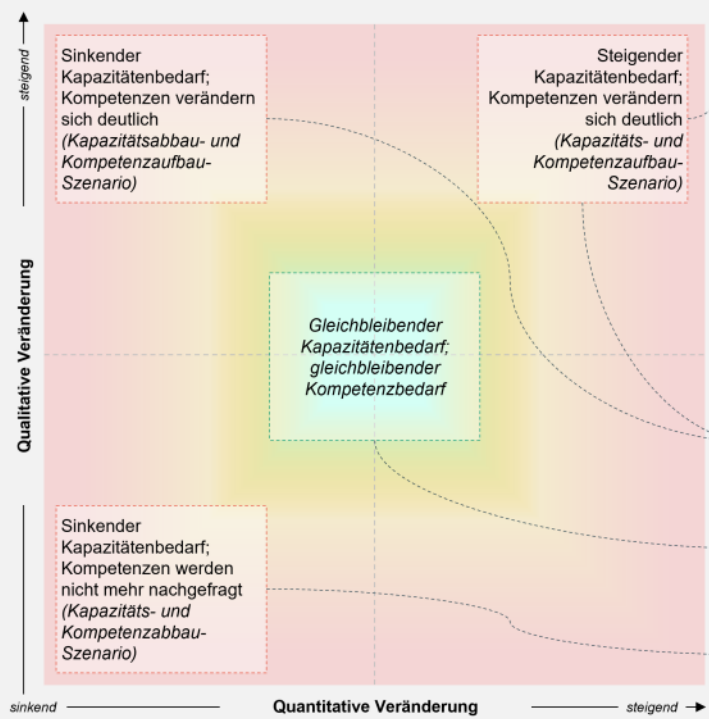 steigend
Sinkender
Kapazitätenbedarf;
Kompetenzen verändern
sich deutlich
(Kapazitätsabbau- und
Kompetenzaufbau-
Szenario)
Steigender
Kapazitätenbedarf;
Kompetenzen verändern
sich deutlich
(Kapazitäts- und
Kompetenzaufbau-
Szenario)
Qualitative Veränderung
Gleichbleibender
Kapazitätenbedarf;
gleichbleibender
Kompetenzbedarf
Sinkender
Kapazitätenbedarf;
Kompetenzen werden
nicht mehr nachgefragt
(Kapazitäts- und
Kompetenzabbau-
Szenario)
sinkend
Quantitative Veränderung
steigend